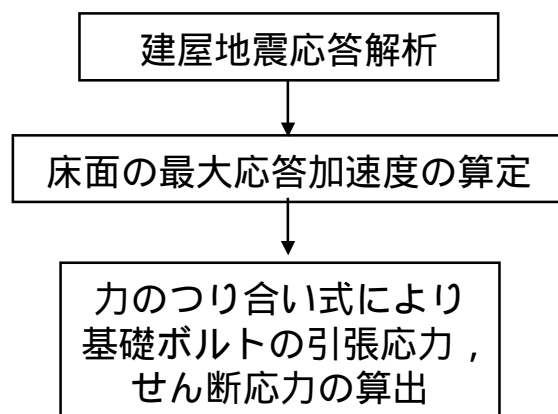 建屋地震応答解析
床面の最大応答加速度の算定
力のつり合い式により
基礎ボルトの引張応力，
せん断応力の算出